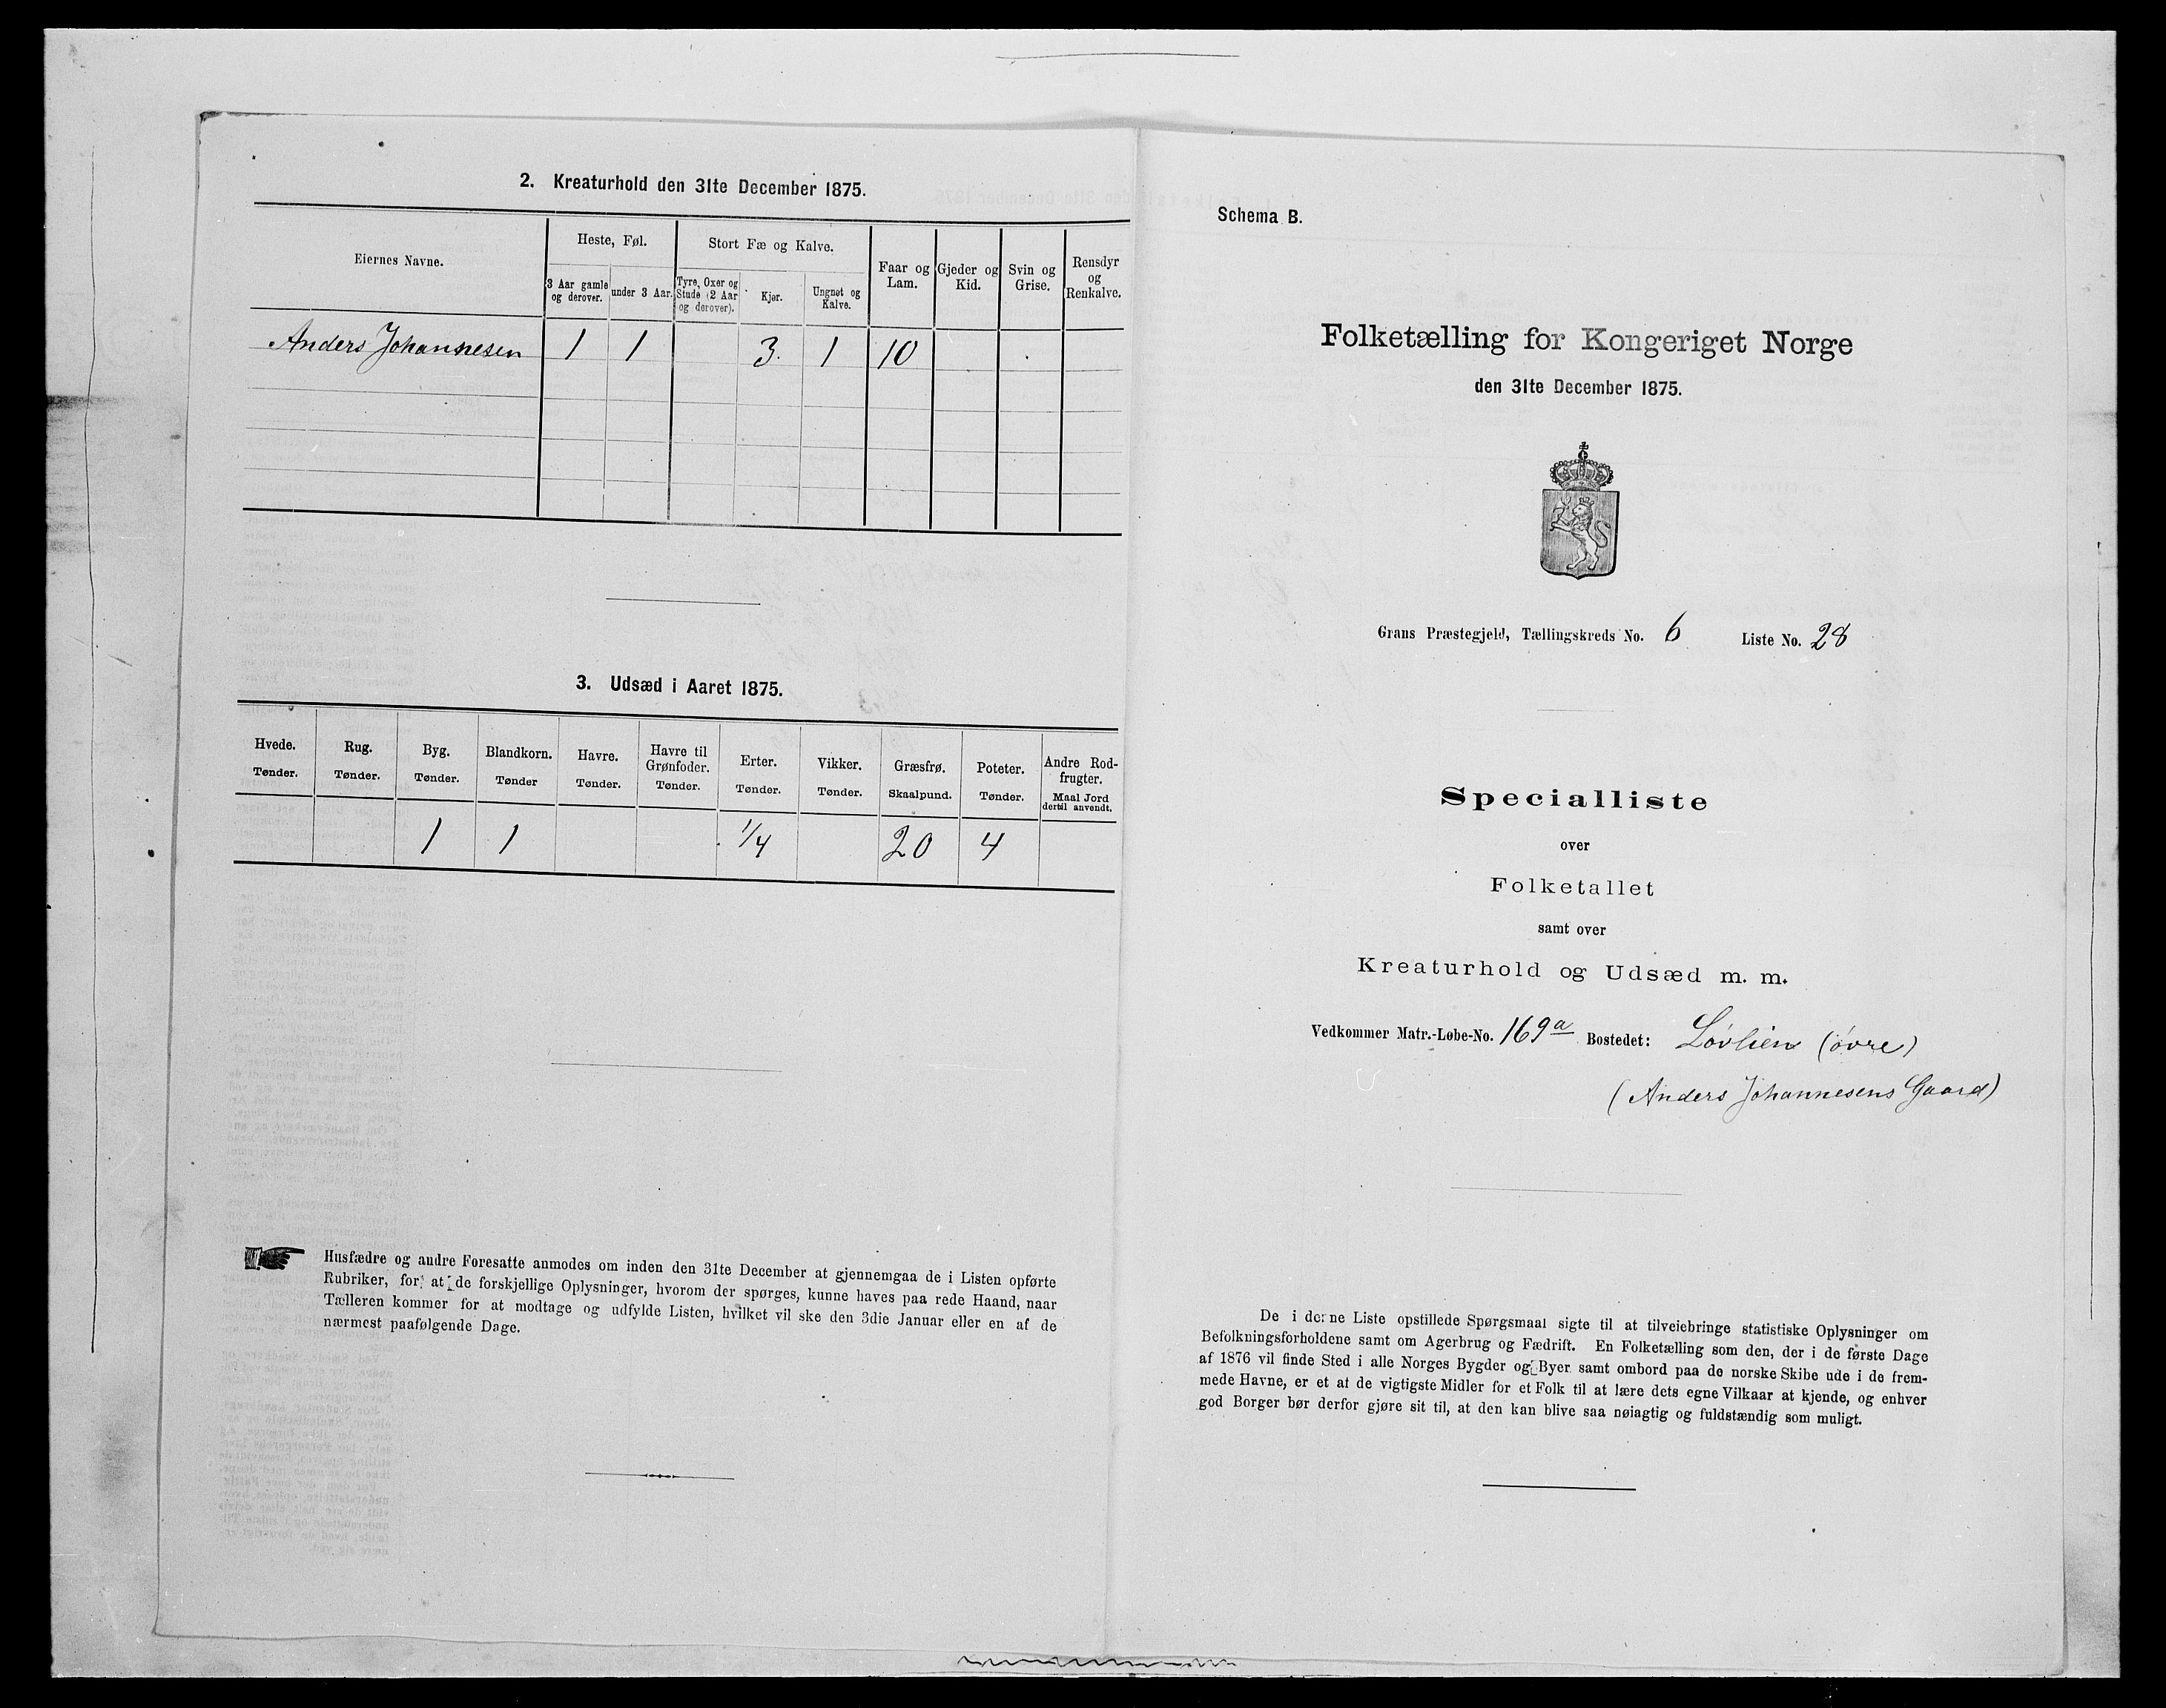 2. Kreaturhold den 31te December 1875.
Eiernes Navne.
Heste, Føl.
Stort Fæ og Kalve.
Faar og Lam.
Gjeder og Kid.
Svin og Grise.
Rensdyr og Renkalve.
3 Aar gamle og derover.
under 3 Aar.
Tyre, Oxer og Stude (2 Aar og derover).
Kjør.
Ungnøt og Kalve.
Anders Johannesen 1 1 3 1 10
3. Udsæd i Aaret 1875.
Hvede. Rug. Byg. Blandkorn. Havre. Havre til Grønfoder. Erter. Vikker. Græsfrø. Poteter. Andre Rodfrugter.
Tønder. Tønder. Tønder. Tønder Tønder. Tønder. Tønder. Tønder. Skaalpund. Tønder. Maal Jord dertil anvendt.
1 1 1/4 20 4
Husfædre og andre Foresatte anmodes om inden den 31te December at gjennemgaa de i Listen opførte
Rubriker, for at de forskjellige Oplysninger, hvorom der spørges, kunne haves paa rede Haand, naar
Tælleren kommer for at modtage og udfylde Listen, hvilket vil ske den 3die Januar eller en af de
nærmest paafølgende Dage.
Schema B.
Folketælling for Kongeriget Norge
den 31te December 1875.
Grans Præstegjeld, Tællingskreds No. 6 Liste No. 28
Specialliste
over
Folketallet
samt over
Kreaturhold og Udsæd m. m.
Vedkommer Matr.-Løbe-No. 169a Bostedet: Lövlien (övre)
(Anders Johannesens Gaard)
De i denne Liste opstillede Spørgsmaal sigte til at tilveiebringe statistiske Oplysninger om
Befolkningsforholdene samt om Agerbrug og Fædrift. En Folketælling som den, der i de første Dage
af 1876 vil finde Sted i alle Norges Bygder og Byer samt ombord paa de norske Skibe ude i de frem-
mede Havne, er et af de vigtigste Midler for et Folk til at lære dets egne Vilkaar at kjende, og enhver
god Borger bør derfor gjøre sit til, at den kan blive saa nøiagtig og fuldstændig som muligt.